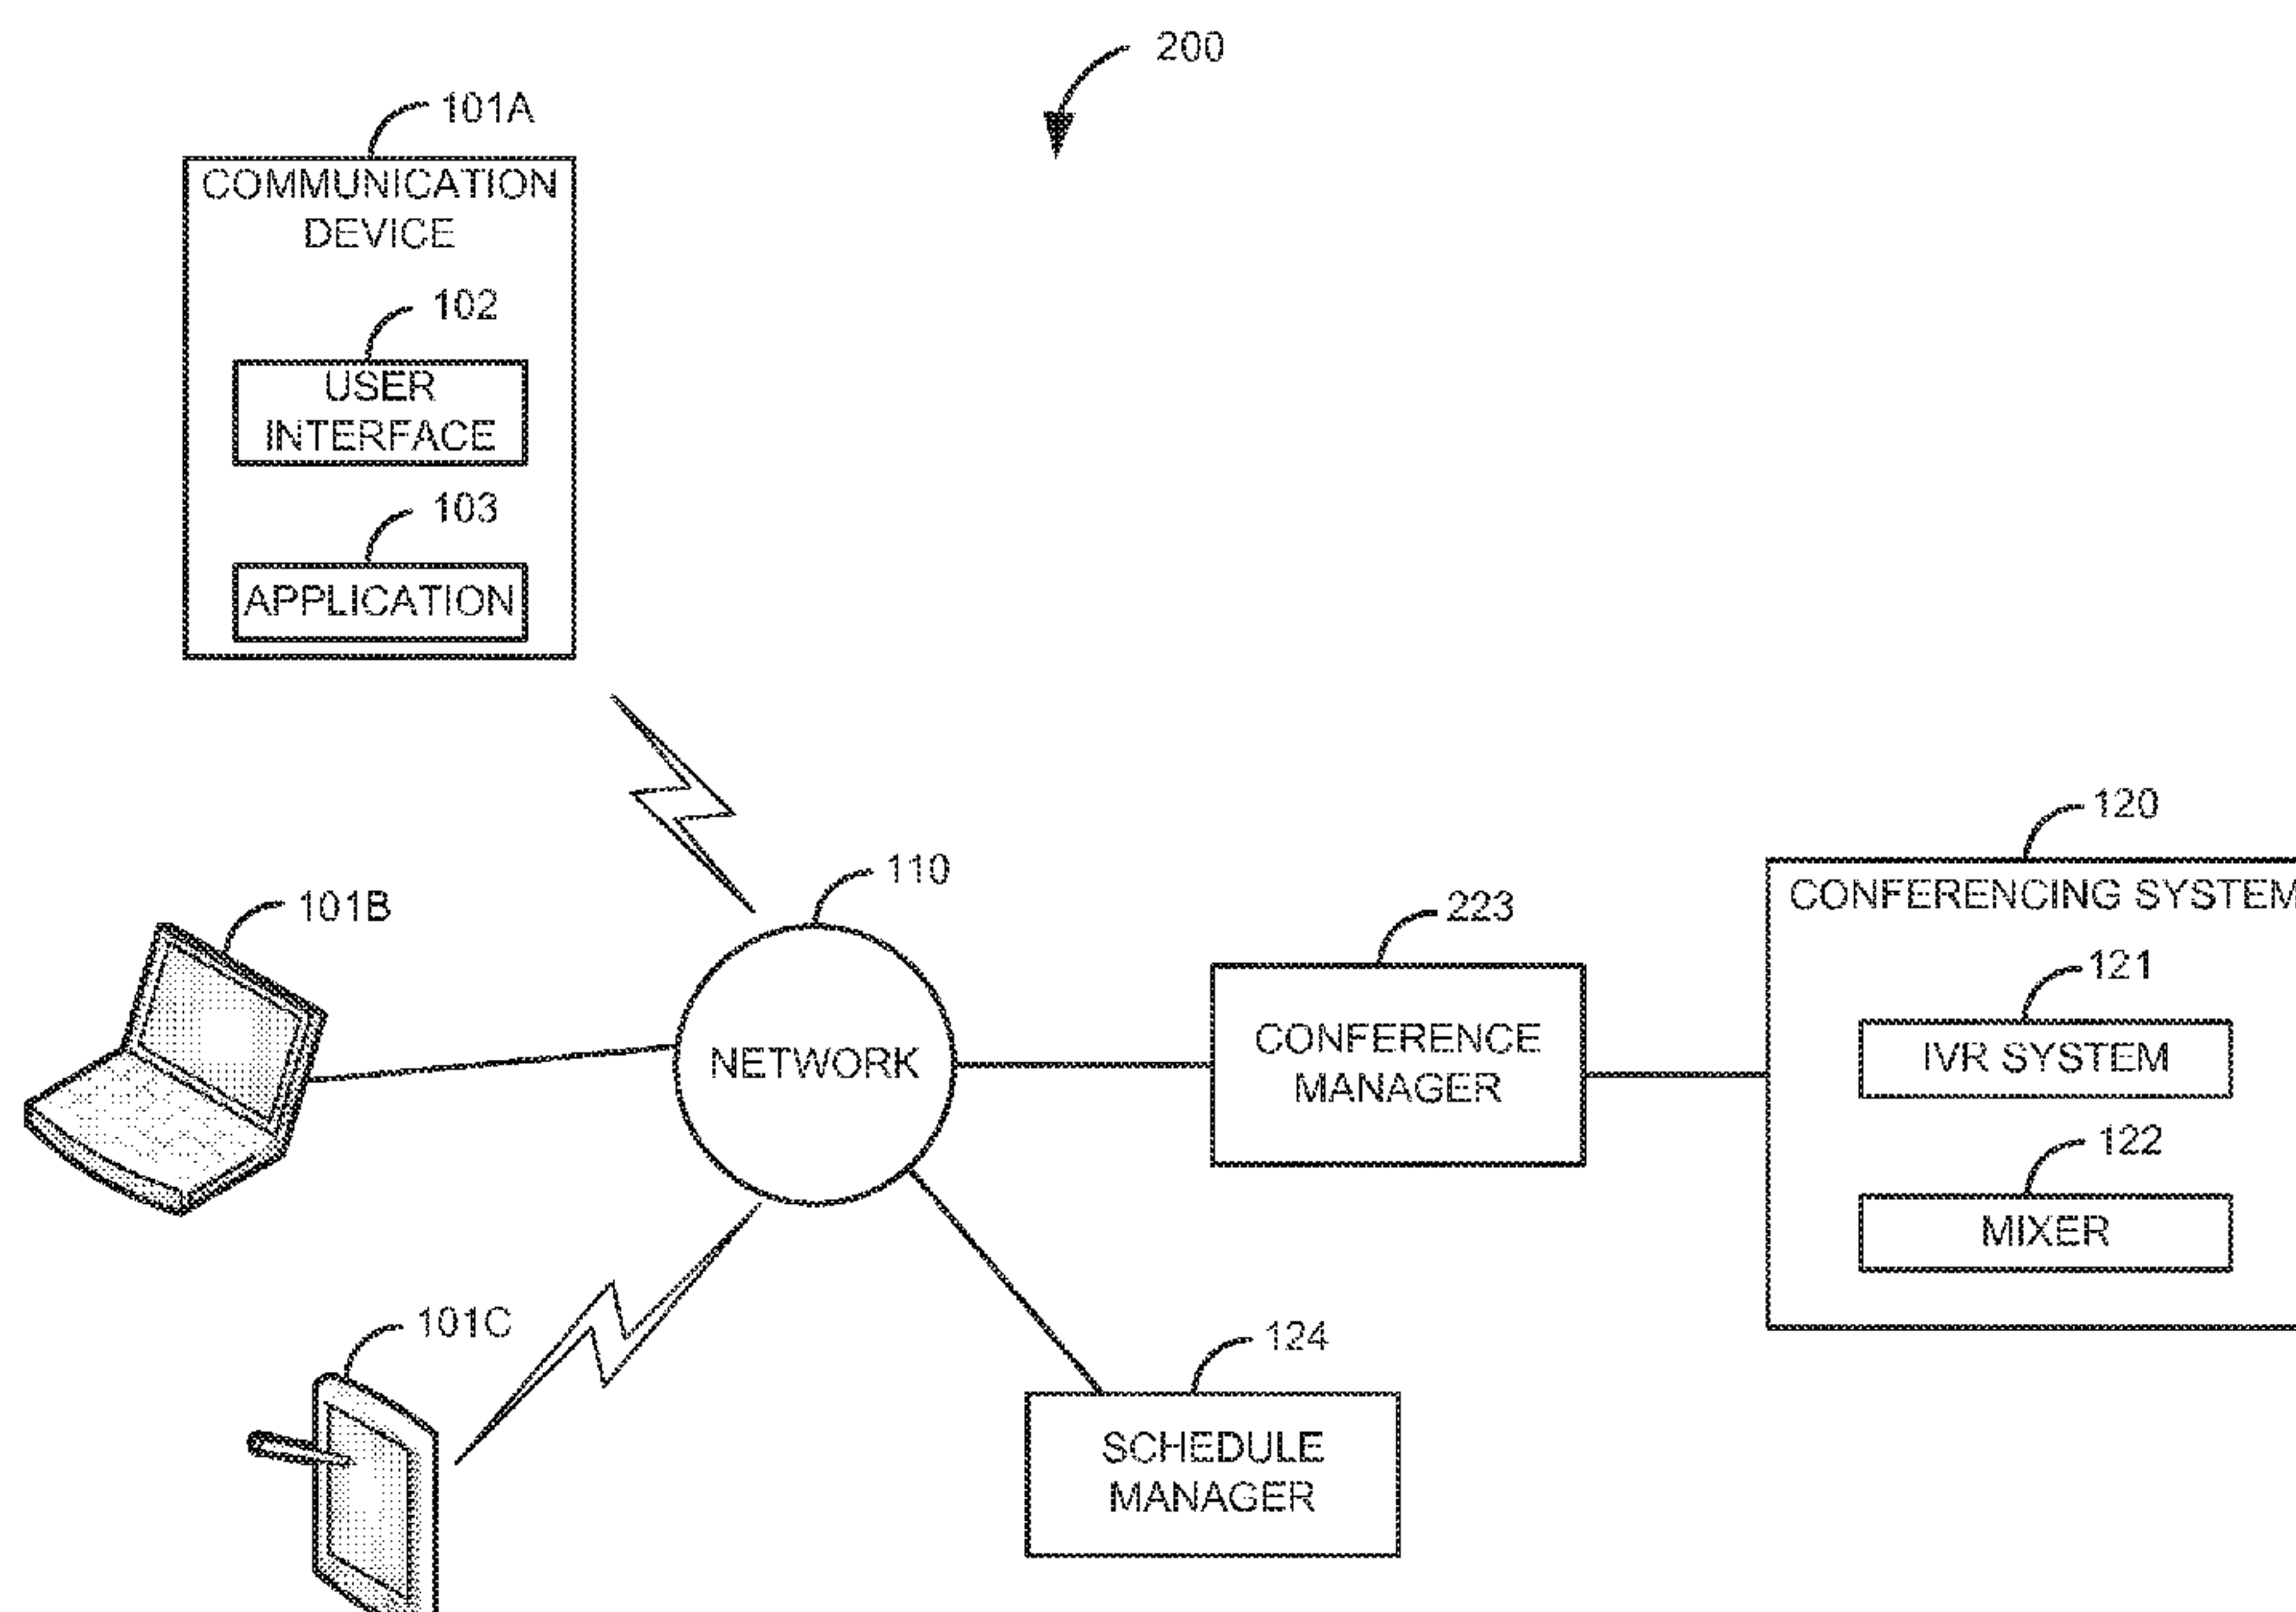 200
101A
COMMUNICATION
DEVICE
102
USER
INTERFACE
103
APPLICATION
110
NETWORK
101B
101C
223
CONFERENCE
MANAGER
124
SCHEDULE
MANAGER
120
CONFERENCING SYSTEM
121
IVR SYSTEM
122
MIXER